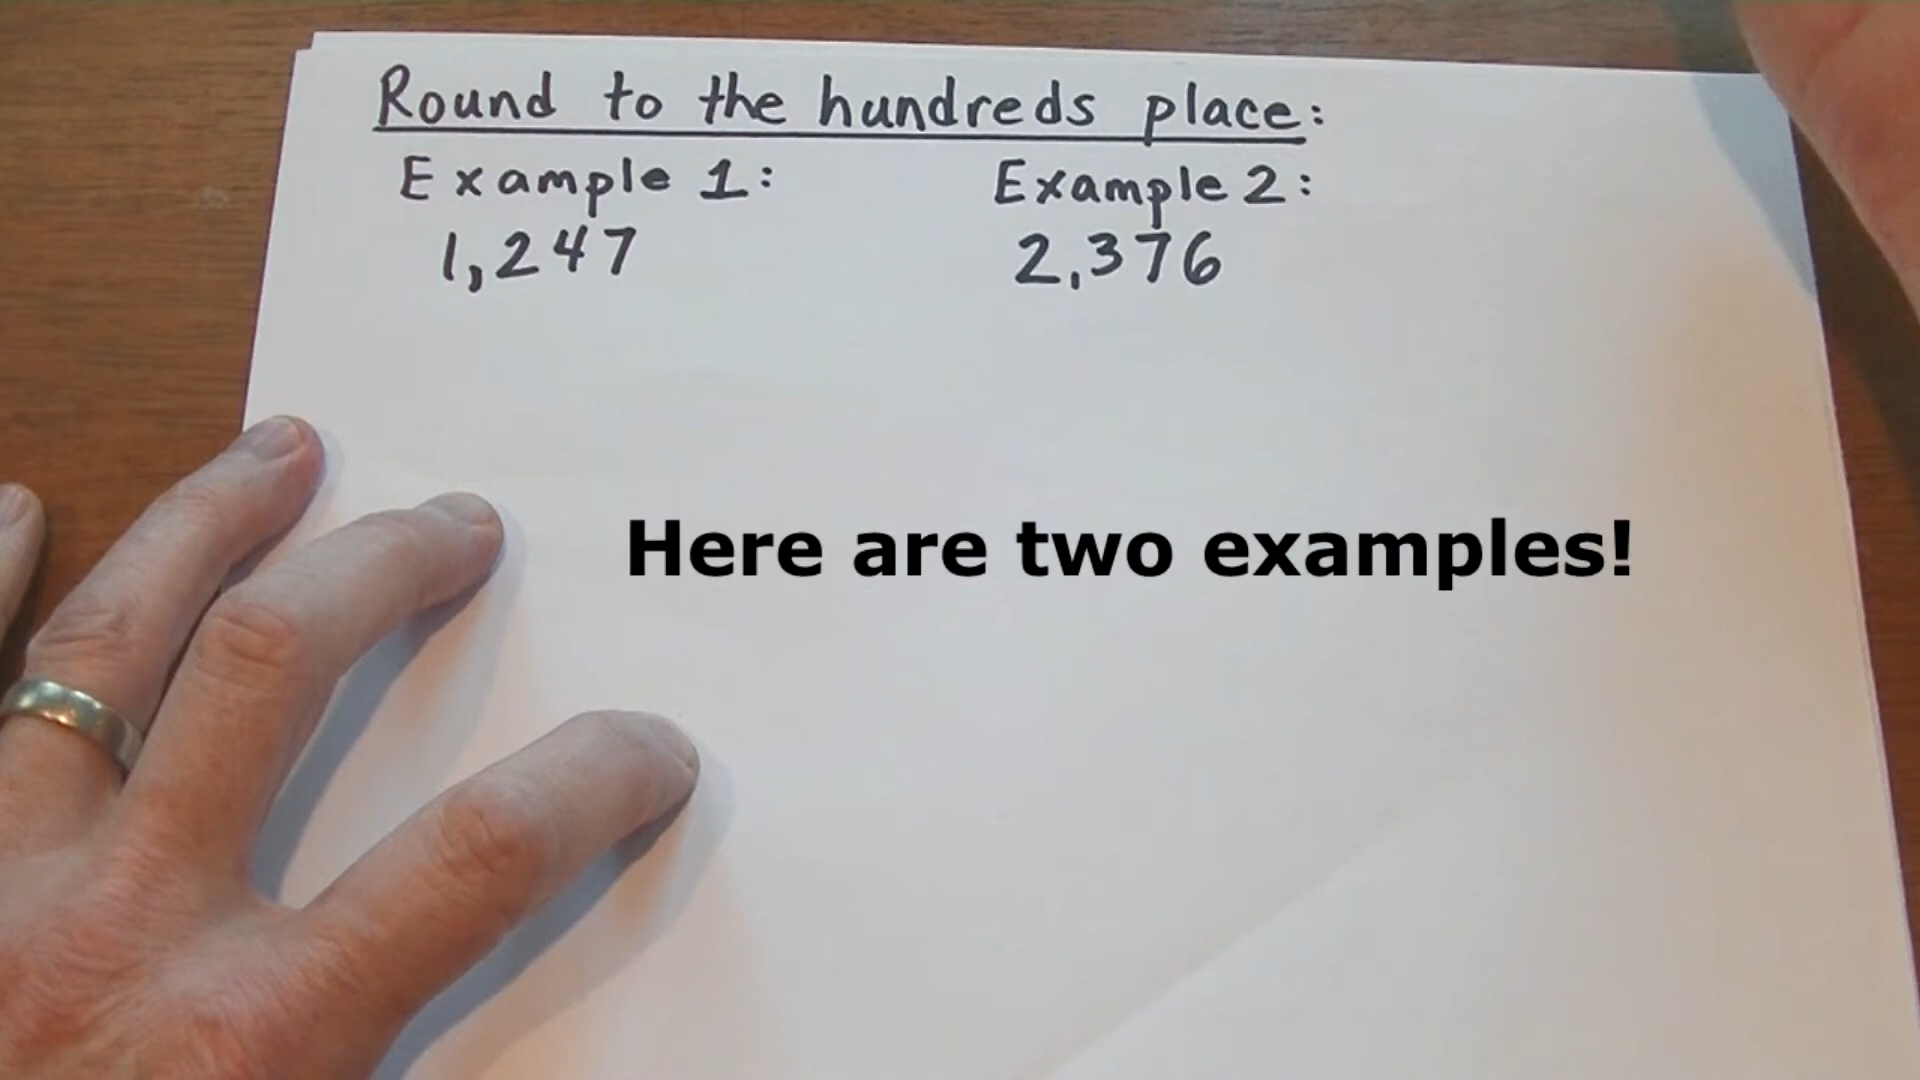 Round to the hundreds place:
Example 1: Example 2:
1,247 2,376
Here are two examples!